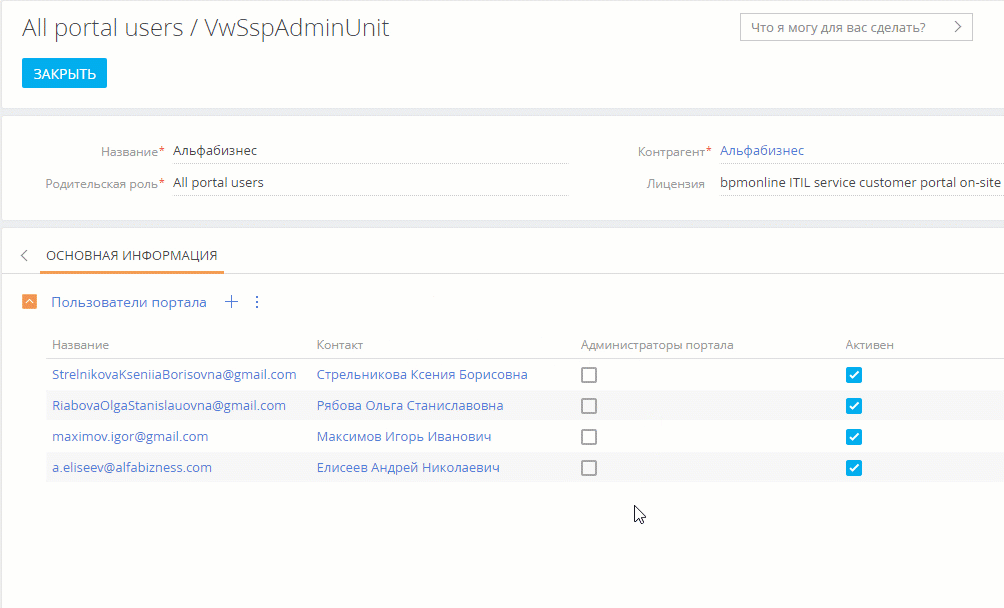 All portal users / VwSspAdminUnit
Что я могу для вас сделать?
ЗАКРЫТЬ
Название* Альфабизнес
Контрагент* Альфабизнес
Родительская роль* All portal users
Лицензия bpmonline ITIL service customer portal on-site
ОСНОВНАЯ ИНФОРМАЦИЯ
Пользователи портала
Название Контакт Администраторы портала Активен
StrelnikovaKseniiaBorisovna@gmail.com Стрельникова Ксения Борисовна
RiabovaOlgaStanislauovna@gmail.com Рябова Ольга Станиславовна
maximov.igor@gmail.com Максимов Игорь Иванович
a.eliseev@alfabizness.com Елисеев Андрей Николаевич